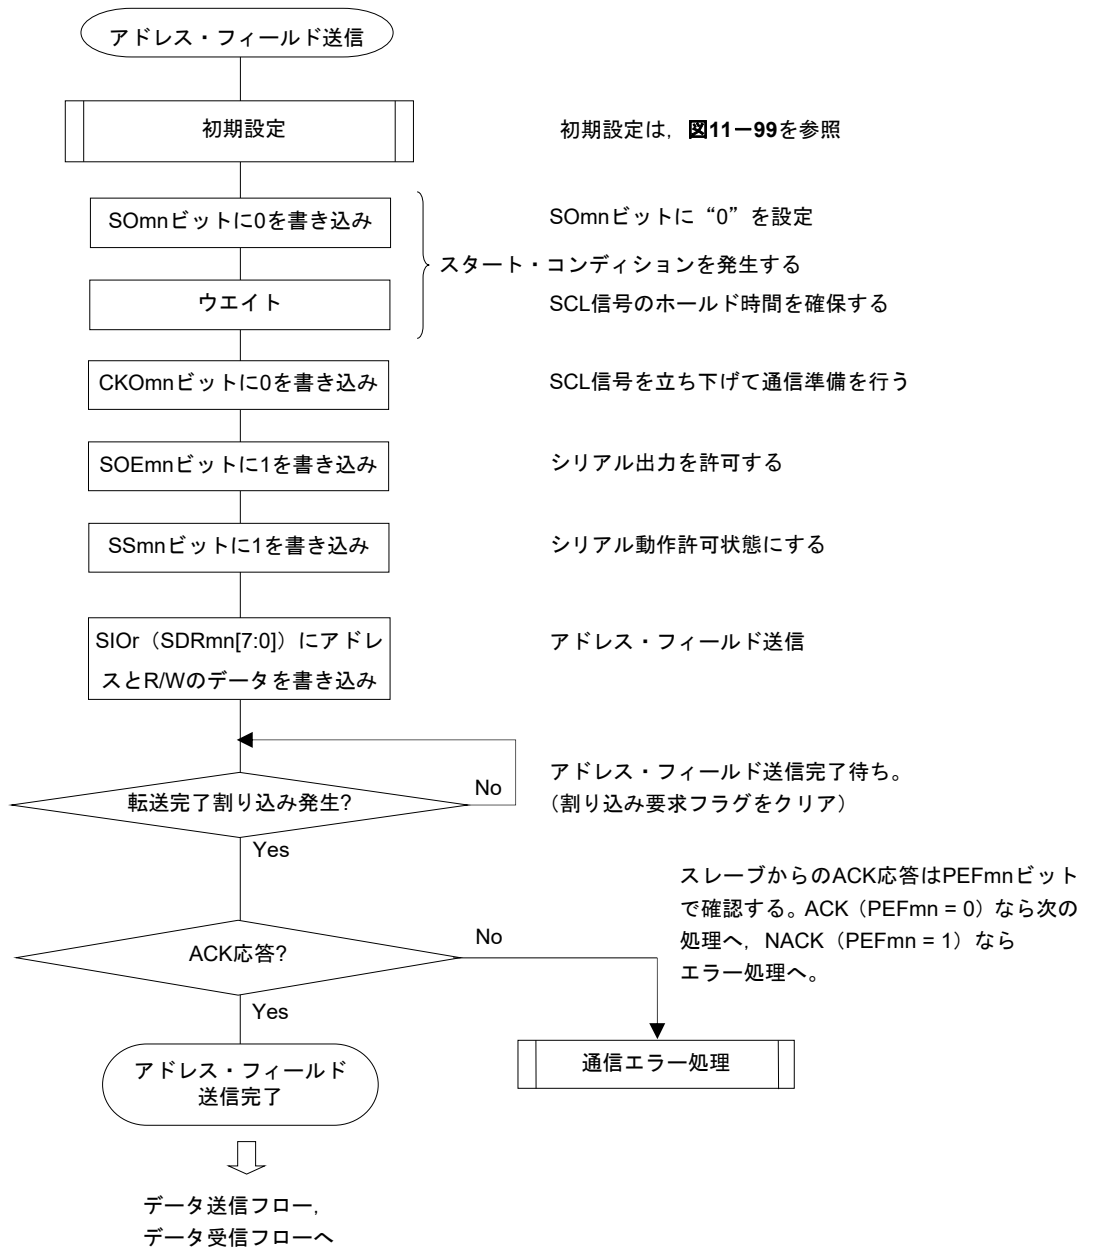 アドレス・フィールド送信
初期設定
初期設定は，図11－99を参照
SOmnビットに0を書き込み
SOmnビットに“0”を設定
スタート・コンディションを発生する
ウエイト
SCL信号のホールド時間を確保する
CKOmnビットに0を書き込み
SCL信号を立ち下げて通信準備を行う
SOEmnビットに1を書き込み
シリアル出力を許可する
SSmnビットに1を書き込み
シリアル動作許可状態にする
SIOr（SDRmn[7:0]）にアドレ
スとR/Wのデータを書き込み
アドレス・フィールド送信
転送完了割り込み発生?
No
アドレス・フィールド送信完了待ち。
（割り込み要求フラグをクリア）
Yes
スレーブからのACK応答はPEFmnビット
で確認する。ACK（PEFmn = 0）なら次の
処理へ，NACK（PEFmn = 1）なら
エラー処理へ。
ACK応答?
No
Yes
通信エラー処理
アドレス・フィールド
送信完了
データ送信フロー，
データ受信フローへ